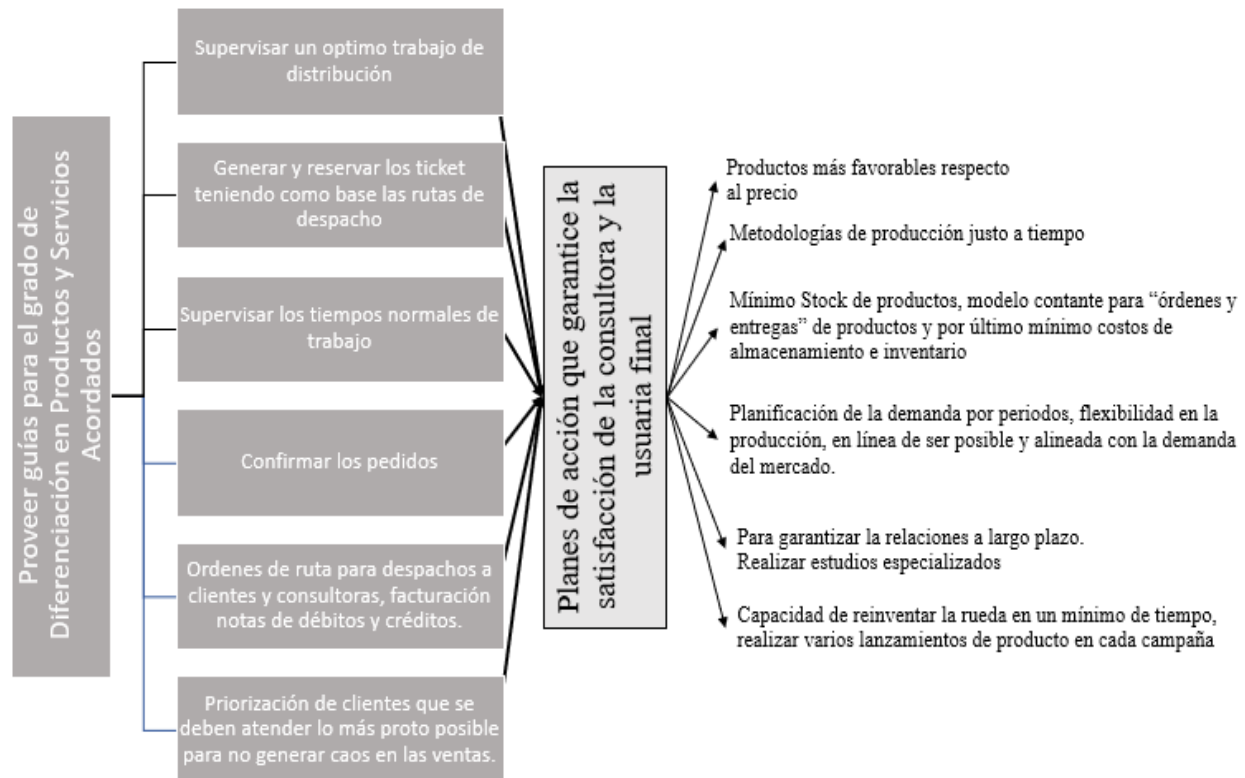 Proveer guías para el grado de
Diferenciación en Productos y Servicios
Acordados
Supervisar un optimo trabajo de
distribución
Generar y reservar los ticket
teniendo como base las rutas de
despacho
Supervisar los tiempos normales de
trabajo
Confirmar los pedidos
Ordenes de ruta para despachos a
clientes y consultoras, facturación
notas de débitos y créditos.
Priorización de clientes que se
deben atender lo más proto posible
para no generar caos en las ventas.
Planes de acción que garantice la
satisfacción de la consultora y la
usuaria final
Productos más favorables respecto
al precio
Metodologías de producción justo a tiempo
Mínimo Stock de productos, modelo contante para “órdenes y
entregas” de productos y por último mínimo costos de
almacenamiento e inventario
Planificación de la demanda por periodos, flexibilidad en la
producción, en línea de ser posible y alineada con la demanda
del mercado.
Para garantizar la relaciones a largo plazo.
Realizar estudios especializados
Capacidad de reinventar la rueda en un mínimo de tiempo,
realizar varios lanzamientos de producto en cada campaña